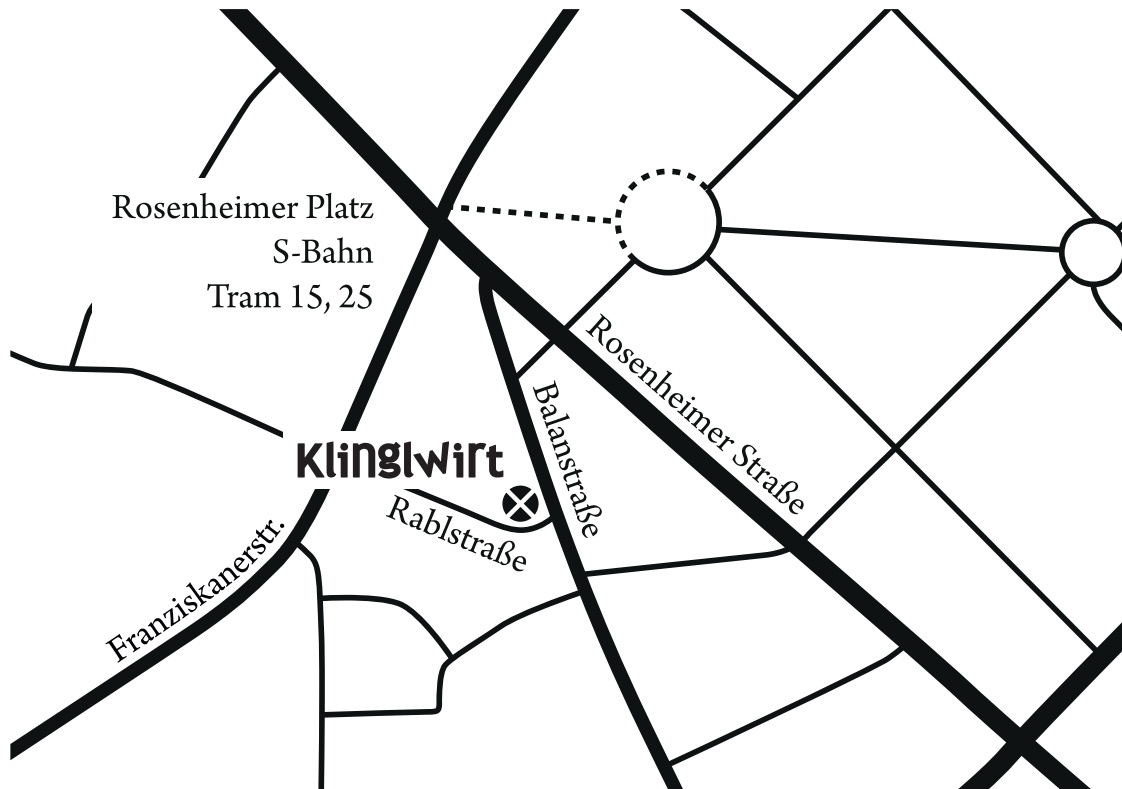 Rosenheimer Platz
S-Bahn
Tram 15, 25
Rosenheimer Straße
Balanstraße
Klinglwirt
Rablstraße
Franziskanerstr.